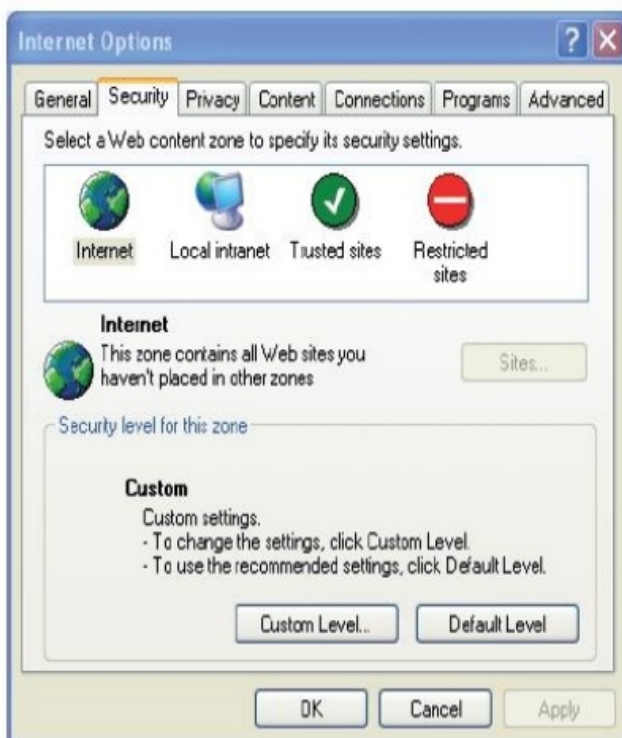 Internet Options
General Security Privacy Content Connections Programs Advanced
Select a Web content zone to specify its security settings.
Internet Local intranet Trusted sites Restricted sites
Internet
This zone contains all Web sites you
haven't placed in other zones
Sites...
Security level for this zone
Custom
Custom settings.
- To change the settings, click Custom Level.
- To use the recommended settings, click Default Level.
Custom Level... Default Level
OK Cancel Apply